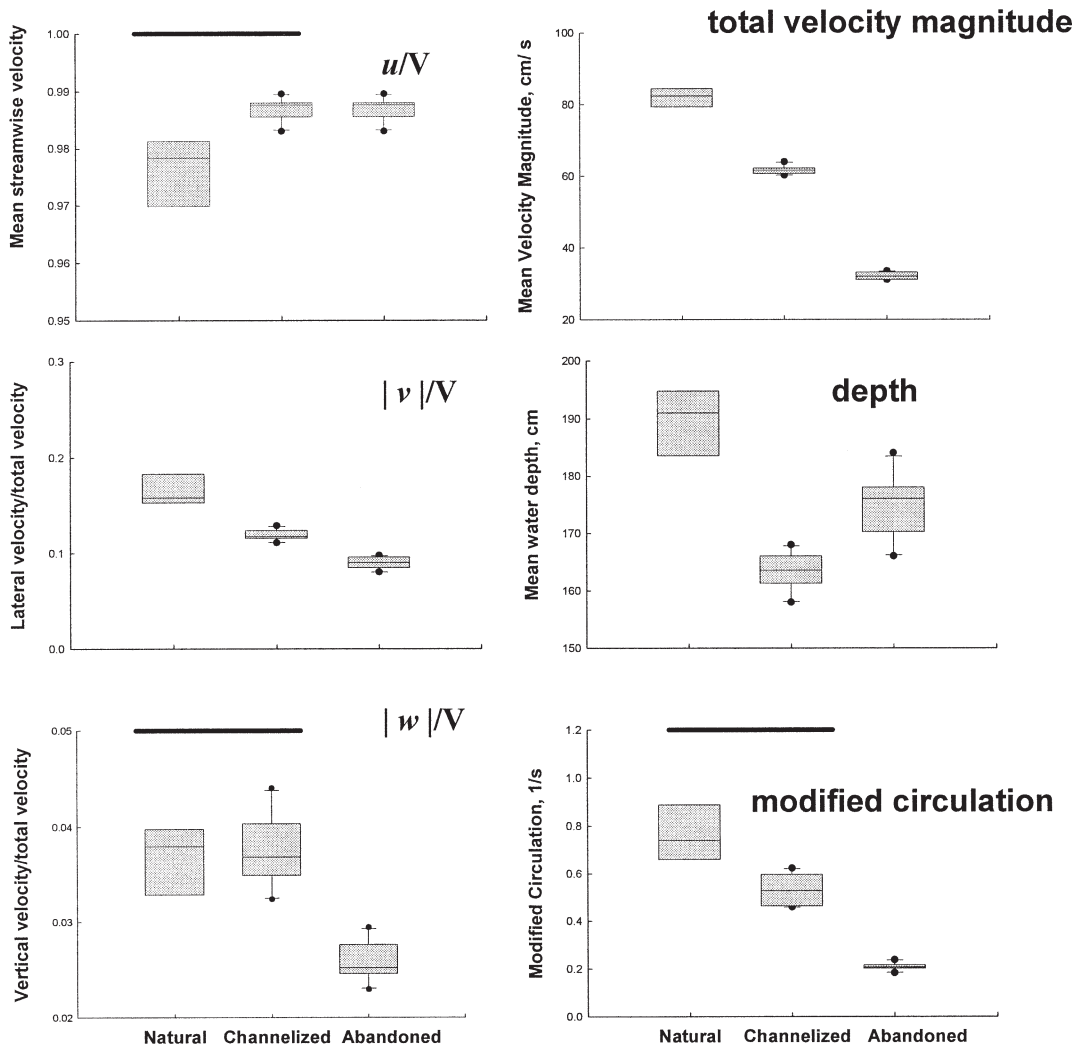 total velocity magnitude
Mean streamwise velocity
1.00
0.99
0.98
0.97
0.96
0.95
u/V
Mean Velocity Magnitude, cm/ s
100
80
60
40
20
Lateral velocity/total velocity
0.3
0.2
0.1
0.0
| v |/V
Mean water depth, cm
200
190
180
170
160
150
depth
Vertical velocity/total velocity
0.05
0.04
0.03
0.02
| w |/V
Natural Channelized Abandoned
Modified Circulation, 1/s
1.2
1.0
0.8
0.6
0.4
0.2
0.0
modified circulation
Natural Channelized Abandoned